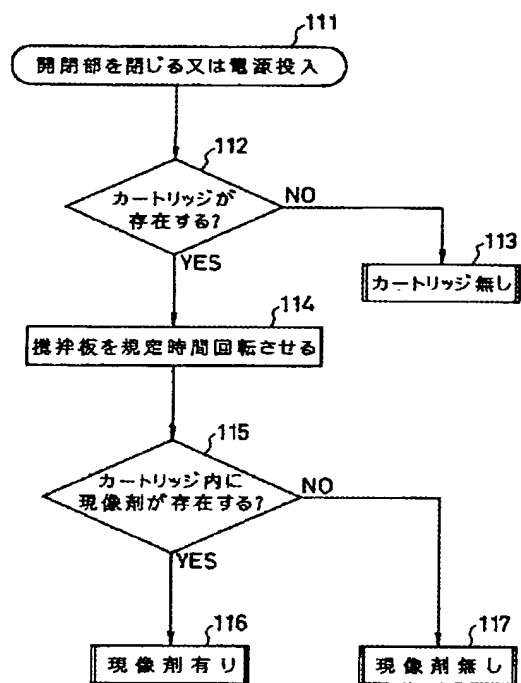 111
開閉部を閉じる又は電源投入
112
カートリッジが
存在する?
NO
YES
113
カートリッジ無し
114
攪拌板を規定時間回転させる
115
カートリッジ内に
現像剤が存在する?
NO
YES
116
現像剤有り
117
現像剤無し